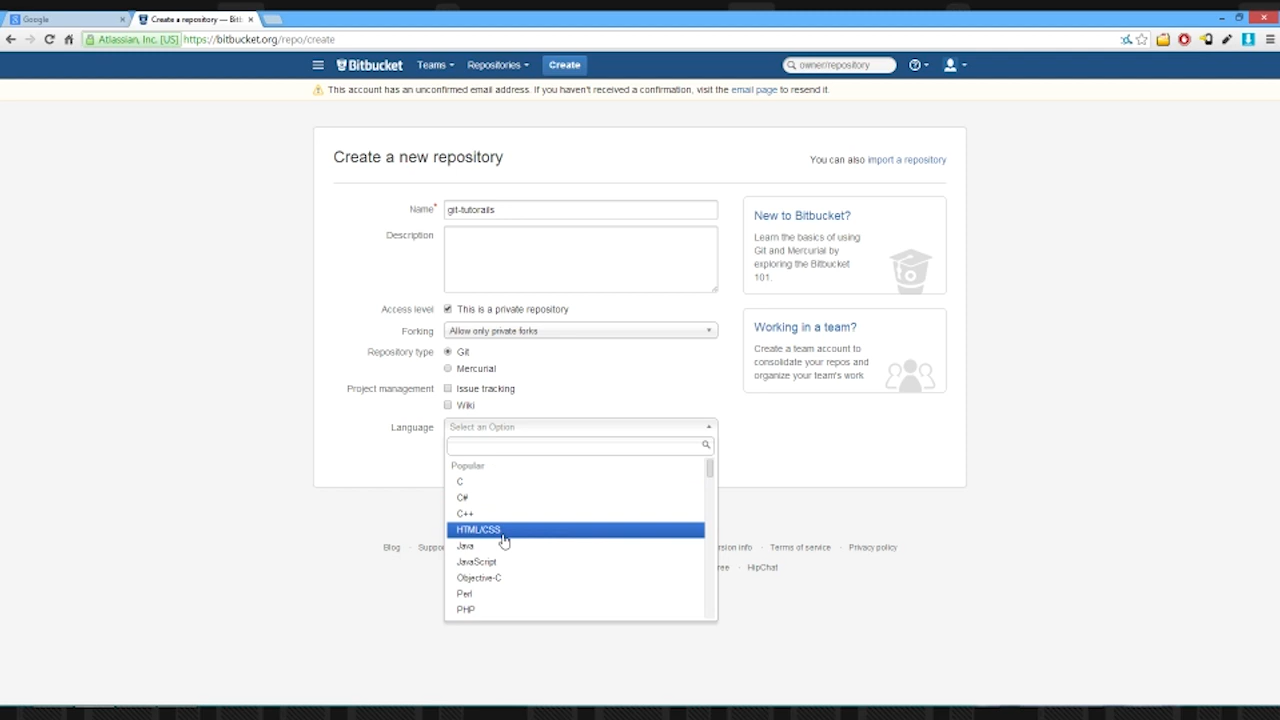 Google
Create a repository — Bitb
Atlassian, Inc. [US] https://bitbucket.org/repo/create
Bitbucket Teams Repositories Create owner/repository
This account has an unconfirmed email address. If you haven't received a confirmation, visit the email page to resend it.
Create a new repository
You can also import a repository
Name* git-tutorails
Description
Access level This is a private repository
Forking Allow only private forks
Repository type Git
Mercurial
Project management Issue tracking
Wiki
Language Select an Option
Popular
C
C#
C++
HTML/CSS
Java
JavaScript
Objective-C
Perl
PHP
New to Bitbucket?
Learn the basics of using
Git and Mercurial by
exploring the Bitbucket
101.
Working in a team?
Create a team account to
consolidate your repos and
organize your team's work
Blog · Suppo
rsion info · Terms of service · Privacy policy
ree · HipChat